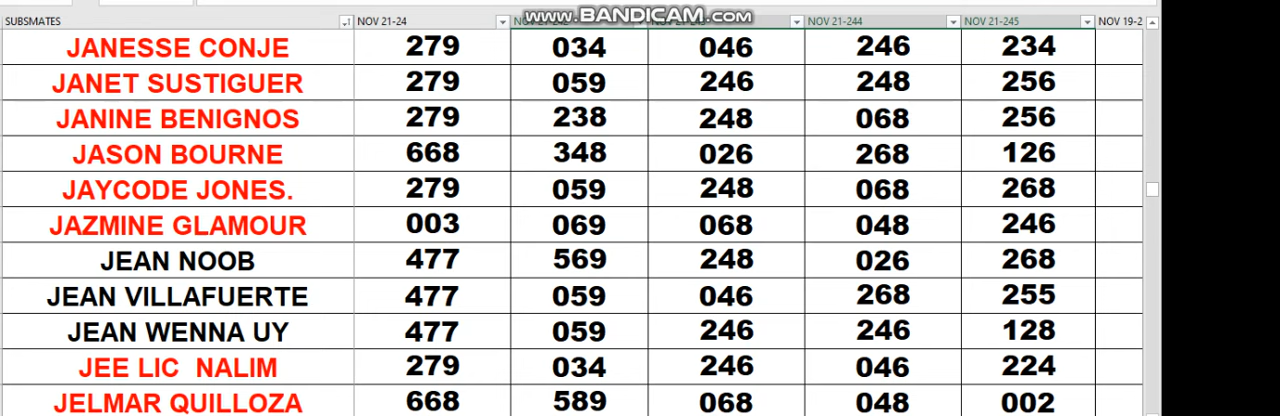 www.BANDICAM.com
SUBSMATES NOV 21-24 NOV 21-244 NOV 21-245 NOV 19-2
JANESSE CONJE 279 034 046 246 234
JANET SUSTIGUER 279 059 246 248 256
JANINE BENIGNOS 279 238 248 068 256
JASON BOURNE 668 348 026 268 126
JAYCODE JONES. 279 059 248 068 268
JAZMINE GLAMOUR 003 069 068 048 246
JEAN NOOB 477 569 248 026 268
JEAN VILLAFUERTE 477 059 046 268 255
JEAN WENNA UY 477 059 246 246 128
JEE LIC NALIM 279 034 246 046 224
JELMAR QUILLOZA 668 589 068 048 002